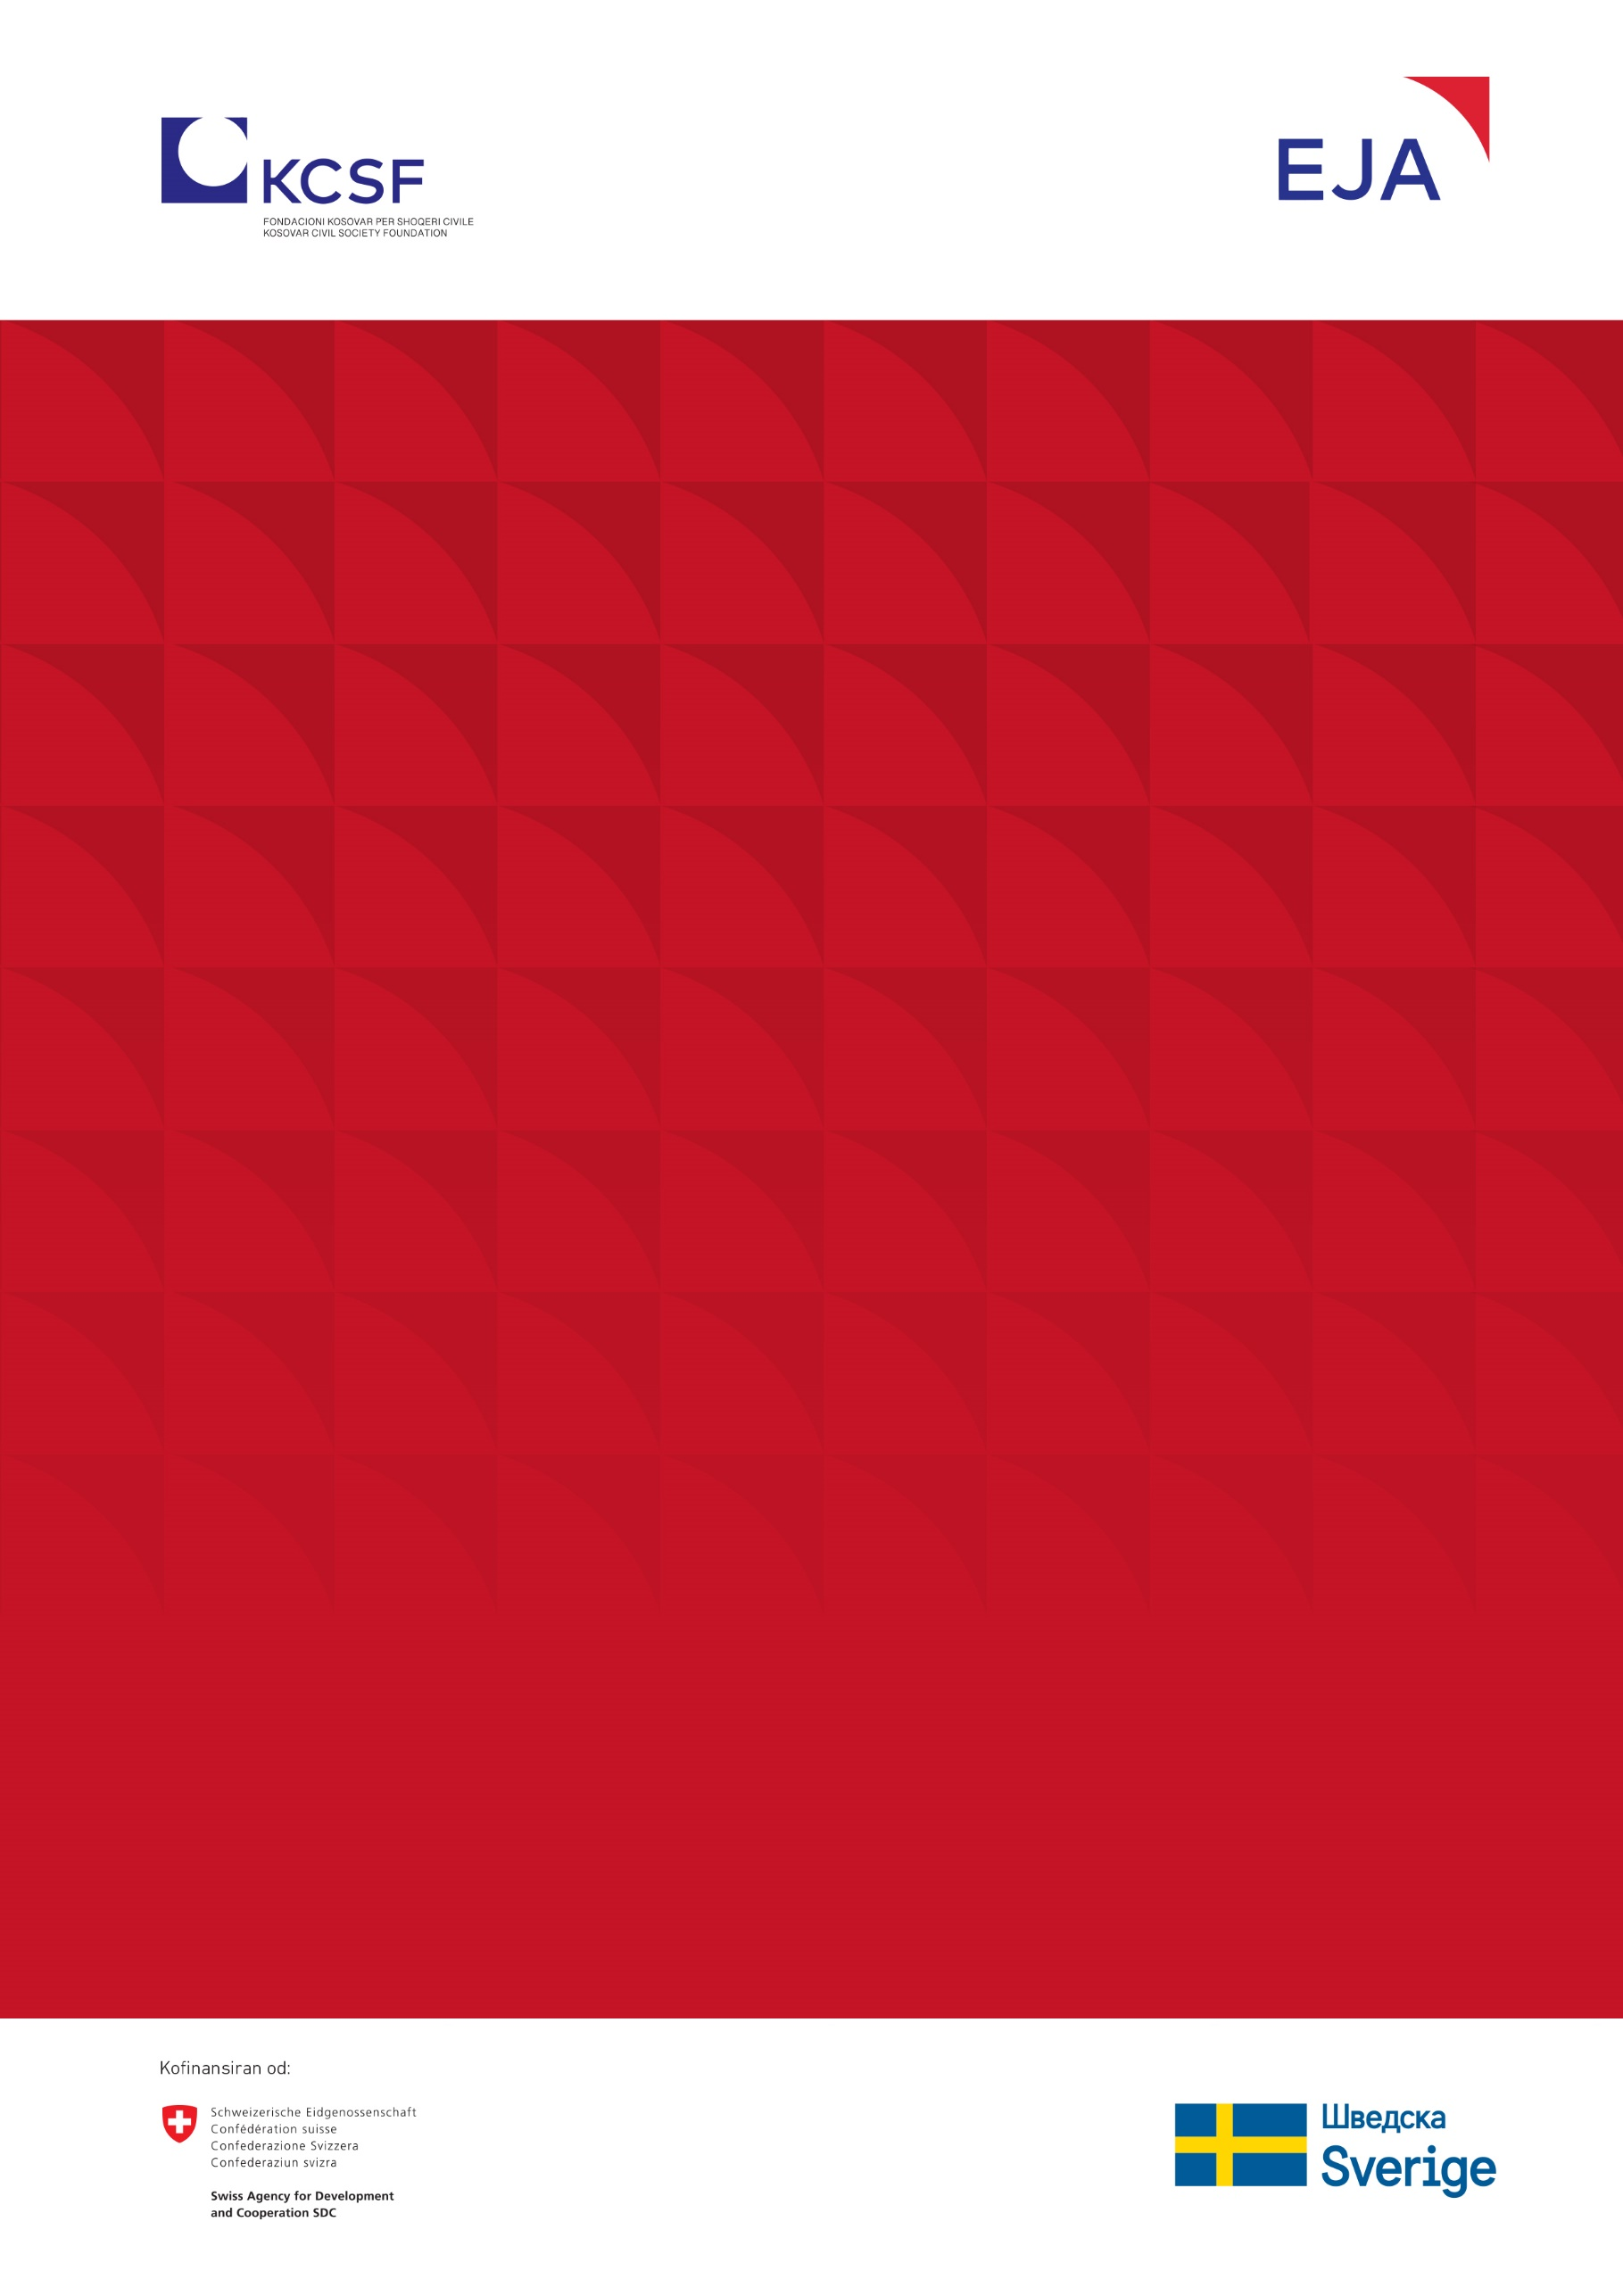 KCSF
FONDACIONI KOSOVAR PER SHOQERI CIVILE
KOSOVAR CIVIL SOCIETY FOUNDATION
EJA
Kofinansiran od:
Schweizerische Eidgenossenschaft
Confédération suisse
Confederazione Svizzera
Confederaziun svizra
Swiss Agency for Development
and Cooperation SDC
Шведска
Sverige